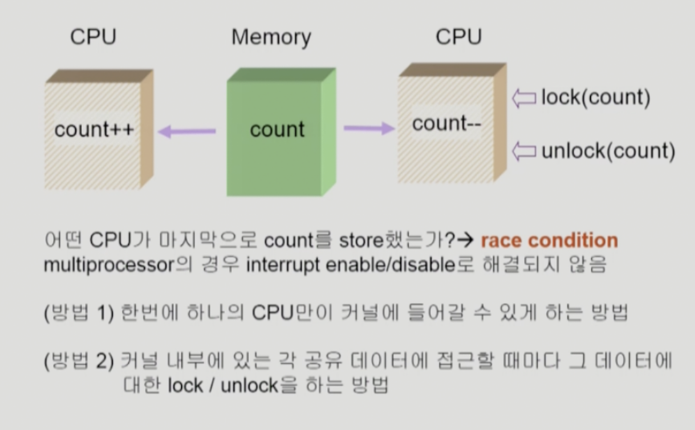 CPU Memory CPU
count++ count count--
lock(count)
unlock(count)
어떤 CPU가 마지막으로 count를 store했는가?→ race condition
multiprocessor의 경우 interrupt enable/disable로 해결되지 않음
(방법 1) 한번에 하나의 CPU만이 커널에 들어갈 수 있게 하는 방법
(방법 2) 커널 내부에 있는 각 공유 데이터에 접근할 때마다 그 데이터에
대한 lock / unlock을 하는 방법